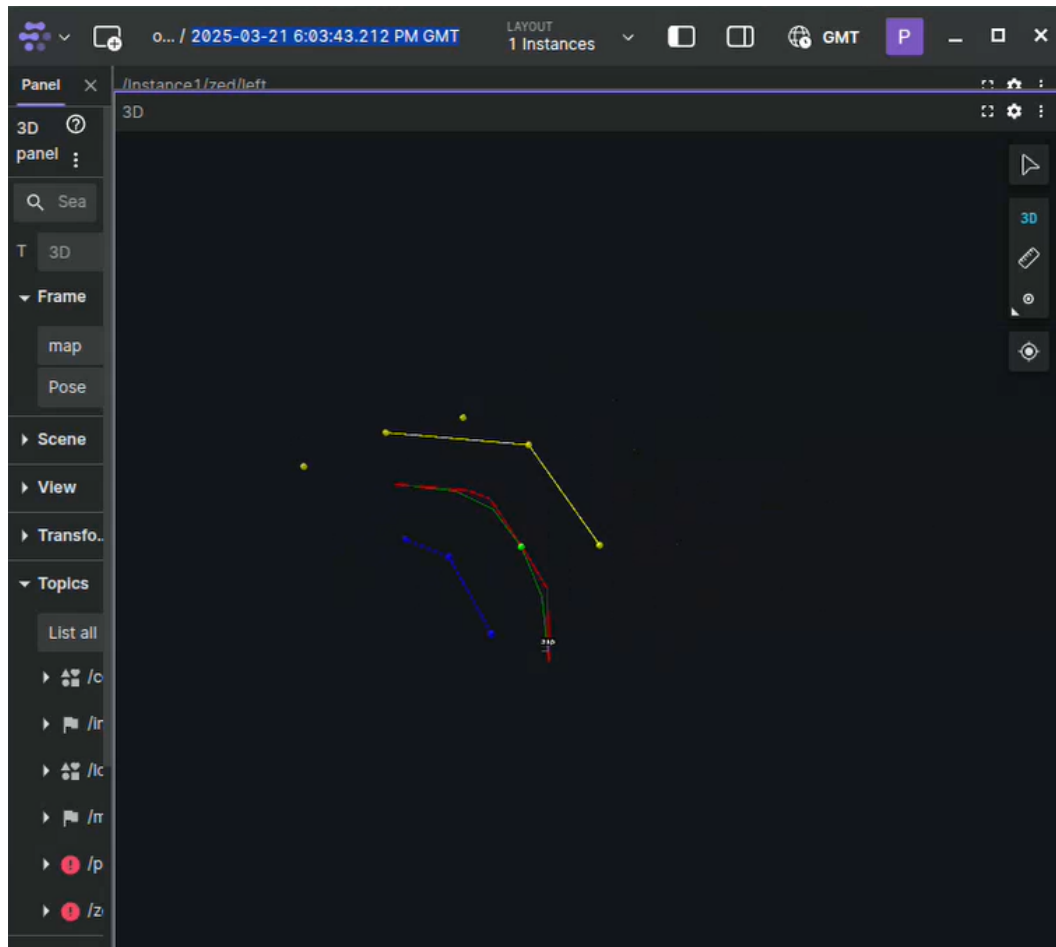 o... / 2025-03-21 6:03:43.212 PM GMT
LAYOUT
1 Instances
GMT
P
Panel
/Instance1/zed/left
3D
3D
panel
Sea
3D
T
3D
Frame
map
Pose
Scene
View
Transfo..
Topics
List all
/c
/ir
/lc
/m
/p
/z